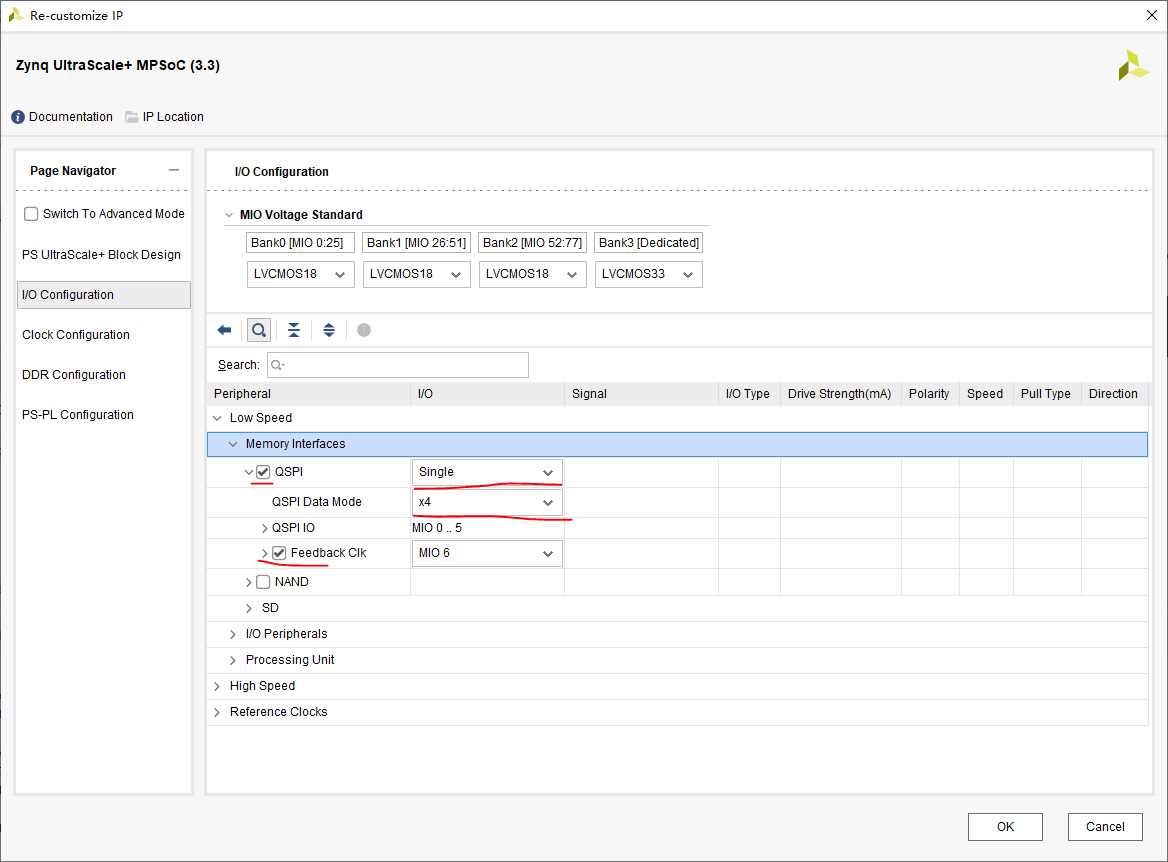 Re-customize IP
Zynq UltraScale+ MPSoC (3.3)
Documentation IP Location
Page Navigator
Switch To Advanced Mode
PS UltraScale+ Block Design
I/O Configuration
Clock Configuration
DDR Configuration
PS-PL Configuration
I/O Configuration
MIO Voltage Standard
Bank0 [MIO 0:25] Bank1 [MIO 26:51] Bank2 [MIO 52:77] Bank3 [Dedicated]
LVCMOS18 LVCMOS18 LVCMOS18 LVCMOS33
Search:
Peripheral I/O Signal I/O Type Drive Strength(mA) Polarity Speed Pull Type Direction
Low Speed
Memory Interfaces
QSPI Single
QSPI Data Mode x4
QSPI IO MIO 0 .. 5
Feedback Clk MIO 6
NAND
SD
I/O Peripherals
Processing Unit
High Speed
Reference Clocks
OK Cancel